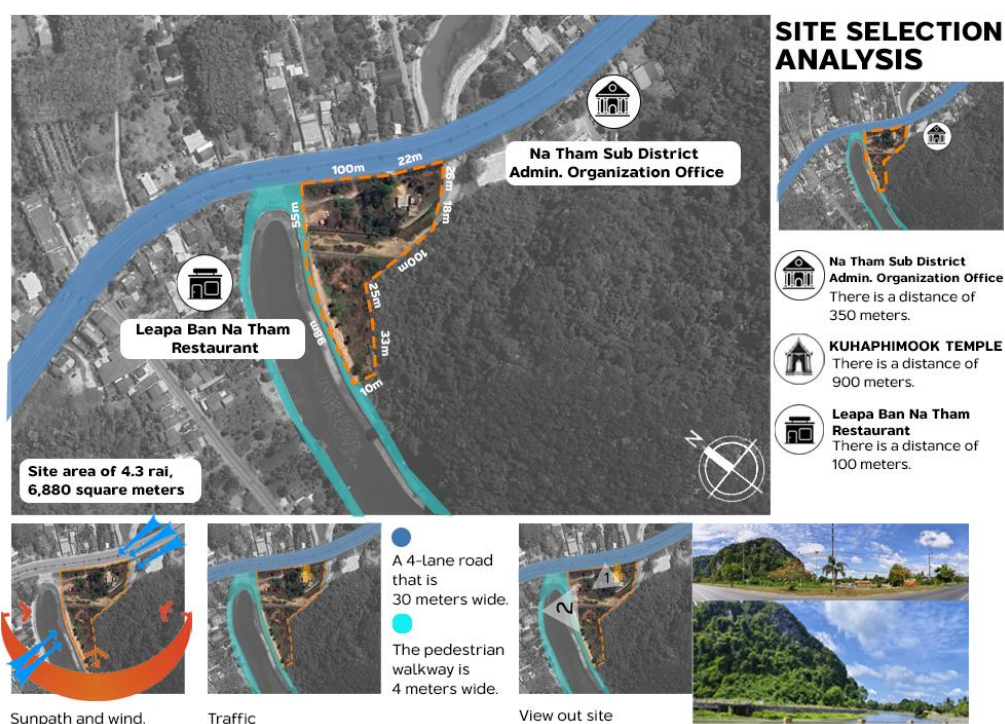 SITE SELECTION
ANALYSIS
100m
22m
26m
18m
55m
100m
25m
33m
98m
10m
Na Tham Sub District
Admin. Organization Office
Leapa Ban Na Tham
Restaurant
Site area of 4.3 rai,
6,880 square meters
N
Na Tham Sub District
Admin. Organization Office
There is a distance of
350 meters.
KUHAPHIMOOK TEMPLE
There is a distance of
900 meters.
Leapa Ban Na Tham
Restaurant
There is a distance of
100 meters.
Sunpath and wind.
Traffic
A 4-lane road
that is
30 meters wide.
The pedestrian
walkway is
4 meters wide.
1
2
View out site